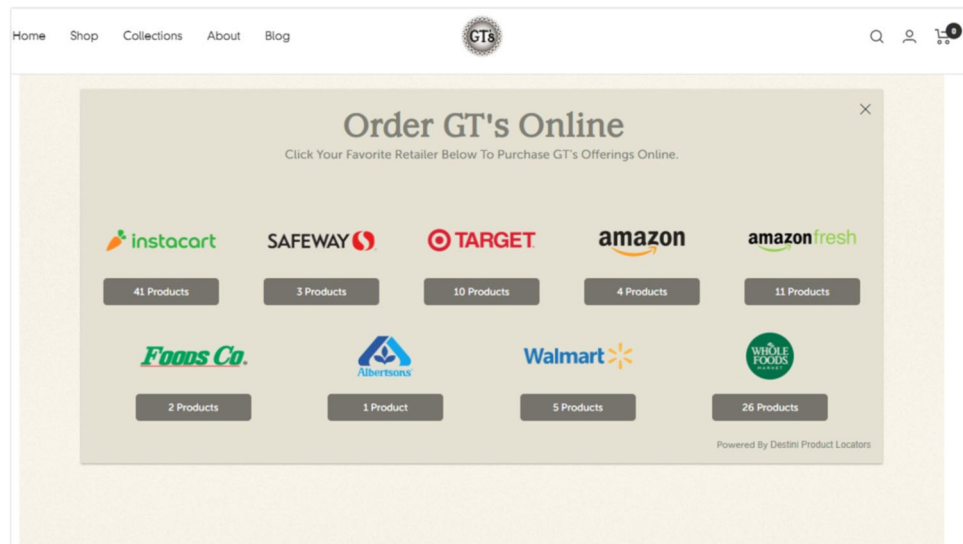 Home Shop Collections About Blog
GT's
0
Order GT's Online
Click Your Favorite Retailer Below To Purchase GT's Offerings Online.
instacart SAFEWAY TARGET amazon amazonfresh
41 Products 3 Products 10 Products 4 Products 11 Products
Foods Co. Albertsons Walmart WHOLE FOODS MARKET
2 Products 1 Product 5 Products 26 Products
Powered By Destini Product Locators